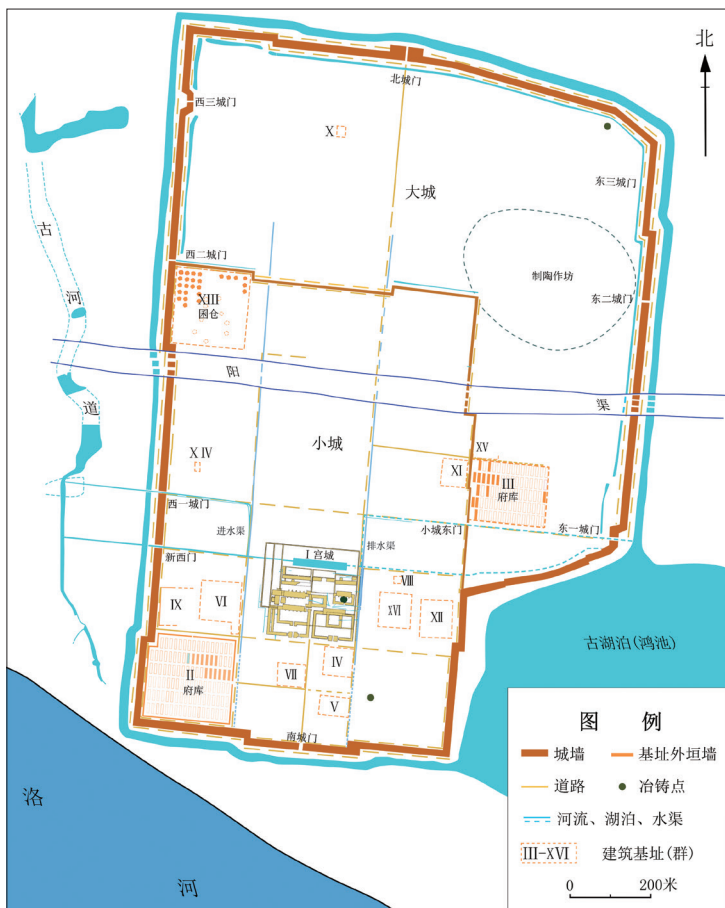 北
北城门
西三城门
X
东三城门
大城
古
西二城门
制陶作坊
东二城门
XIII
囷仓
河
阳
渠
道
小城
XIV
XI
XV
III
府库
西一城门
进水渠
排水渠
小城东门
东一城门
新西门
I 宫城
VIII
IX
VI
XVI
XII
古湖泊(鸿池)
II
府库
VII
IV
V
南城门
洛
河
图 例
城墙
基址外垣墙
道路
冶铸点
河流、湖泊、水渠
III-XVI
建筑基址(群)
0
200米